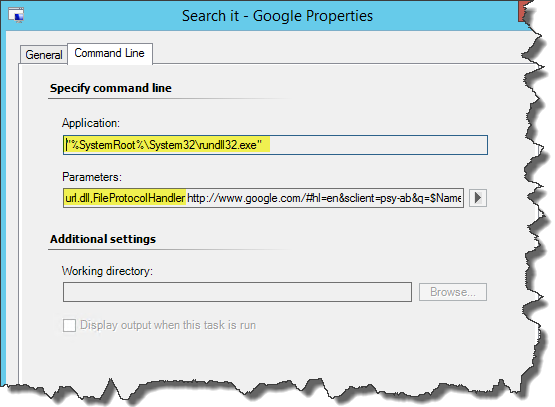 Search it - Google Properties
General
Command Line
Specify command line
Application:
"%SystemRoot%\System32\rundll32.exe"
Parameters:
url.dll,FileProtocolHandler http://www.google.com/#hl=en&sclient=psy-ab&q=$Name
Additional settings
Working directory:
Browse...
Display output when this task is run